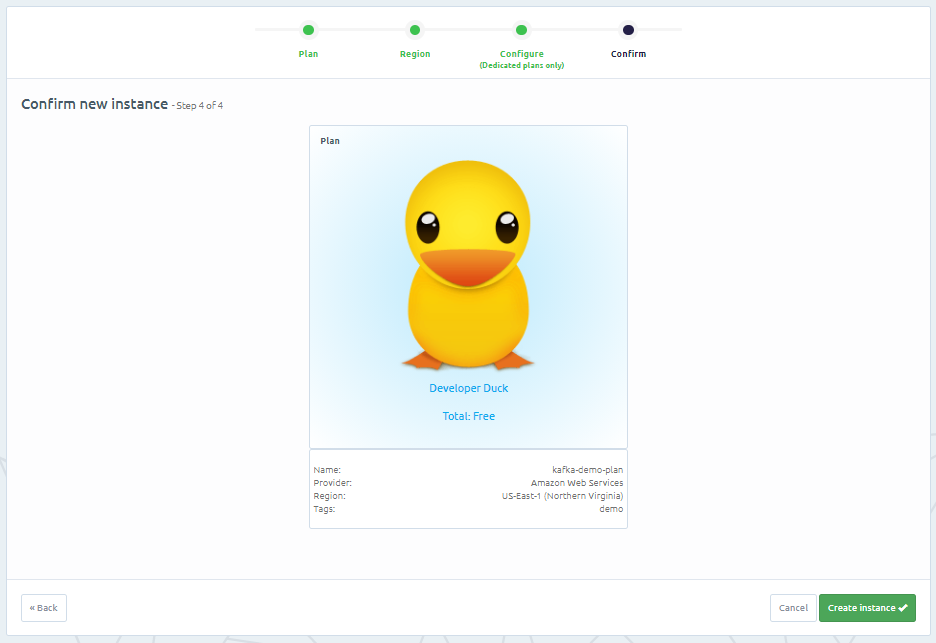 Plan Region Configure Confirm
(Dedicated plans only)
Confirm new instance - Step 4 of 4
Plan
Developer Duck
Total: Free
Name: kafka-demo-plan
Provider: Amazon Web Services
Region: US-East-1 (Northern Virginia)
Tags: demo
« Back Cancel Create instance ✔